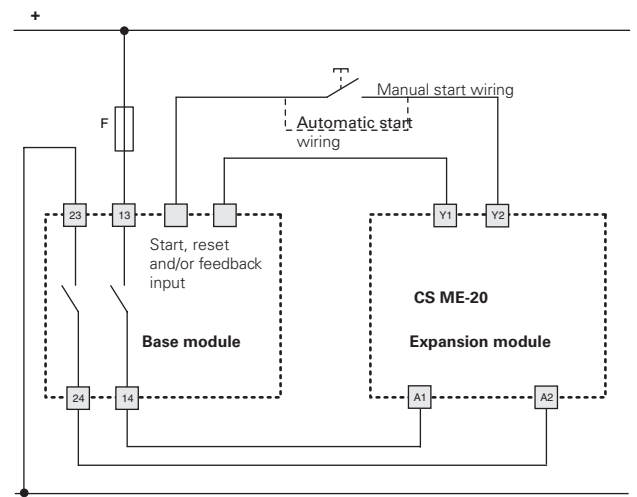 +
F
Manual start wiring
Automatic start
wiring
23
13
Y1
Y2
Start, reset
and/or feedback
input
CS ME-20
Base module
Expansion module
24
14
A1
A2